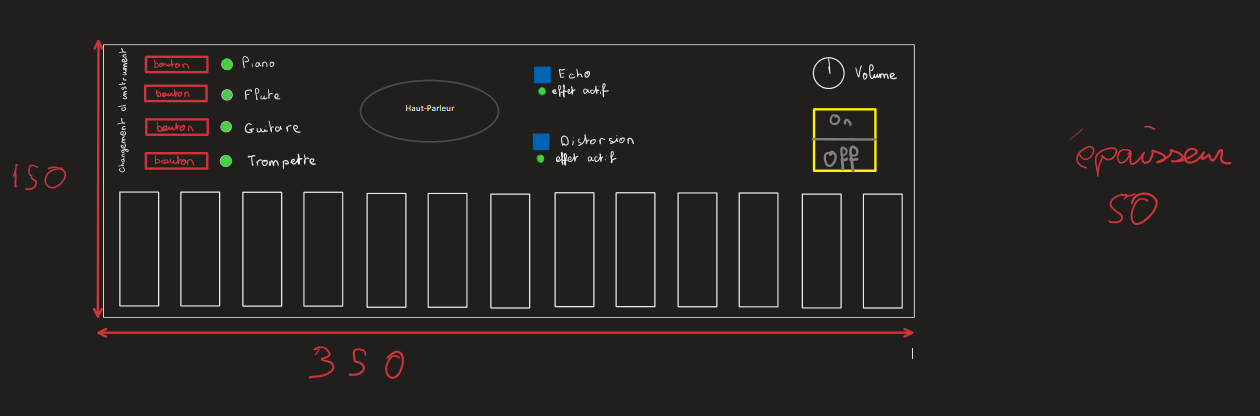 Changement d'instrument
bouton Piano
bouton Flute
bouton Guitare
bouton Trompette
Haut-Parleur
Echo
effet actif
Distorsion
effet actif
Volume
On
OFF
150
350
épaisseur
50